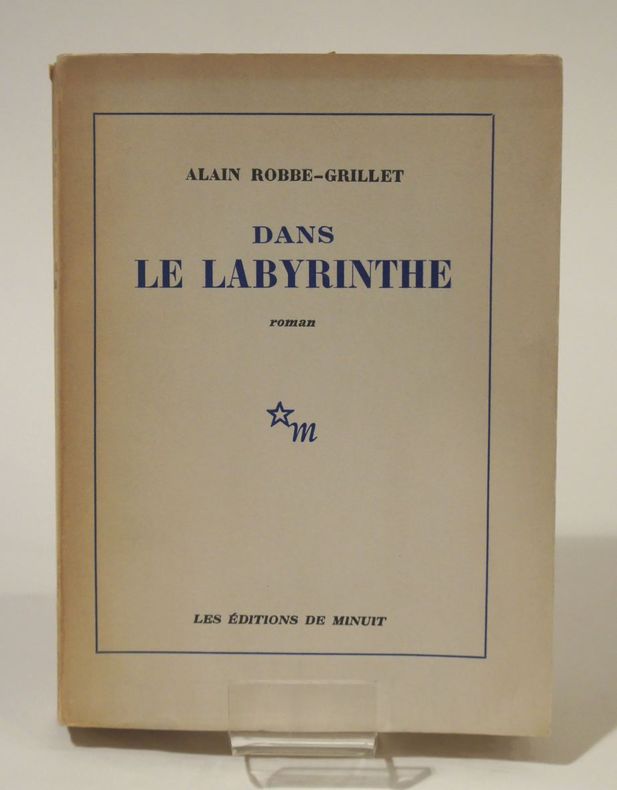 ALAIN ROBBE-GRILLET
DANS
LE LABYRINTHE
roman
m
LES ÉDITIONS DE MINUIT